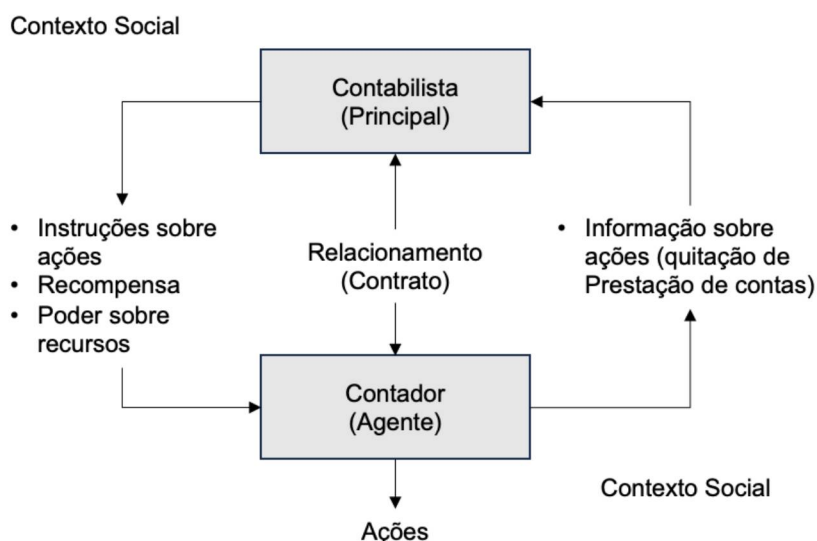 Contexto Social
Contabilista
(Principal)
• Instruções sobre
ações
• Recompensa
• Poder sobre
recursos
Relacionamento
(Contrato)
• Informação sobre
ações (quitação de
Prestação de contas)
Contador
(Agente)
Contexto Social
Ações